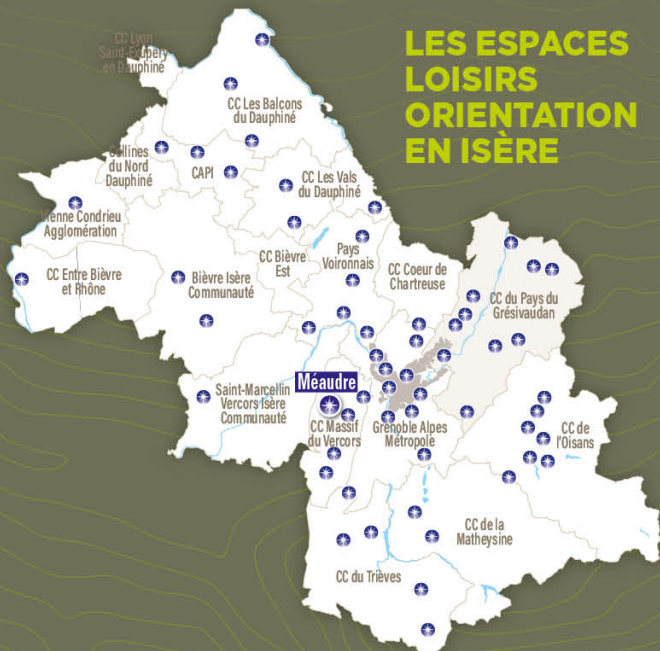 LES ESPACES
LOISIRS
ORIENTATION
EN ISÈRE
CC Lyon
Saint-Exupéry
en Dauphiné
CC Les Balcons
du Dauphiné
Collines
du Nord
Dauphiné
CAPI
CC Les Vals
du Dauphiné
Vienne Condrieu
Agglomération
CC Entre Bièvre
et Rhône
Bièvre Isère
Communauté
CC Bièvre
Est
Pays
Voironnais
CC Coeur de
Chartreuse
CC du Pays du
Grésivaudan
Saint-Marcellin
Vercors Isère
Communauté
Méaudre
CC Massif
du Vercors
Grenoble Alpes
Métropole
CC de
l'Oisans
CC de la
Matheysine
CC du Trièves